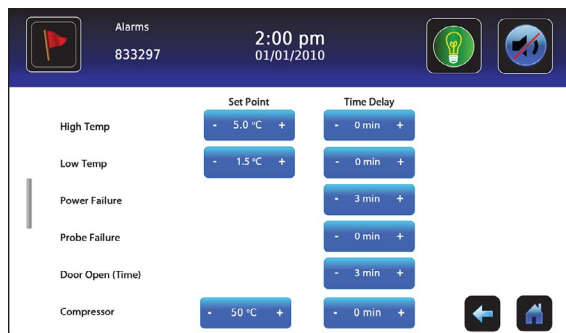 Alarms
833297
2:00 pm
01/01/2010
Set Point Time Delay
High Temp - 5.0 °C + - 0 min +
Low Temp - 1.5 °C + - 0 min +
Power Failure - 3 min +
Probe Failure - 0 min +
Door Open (Time) - 3 min +
Compressor - 50 °C + - 0 min +